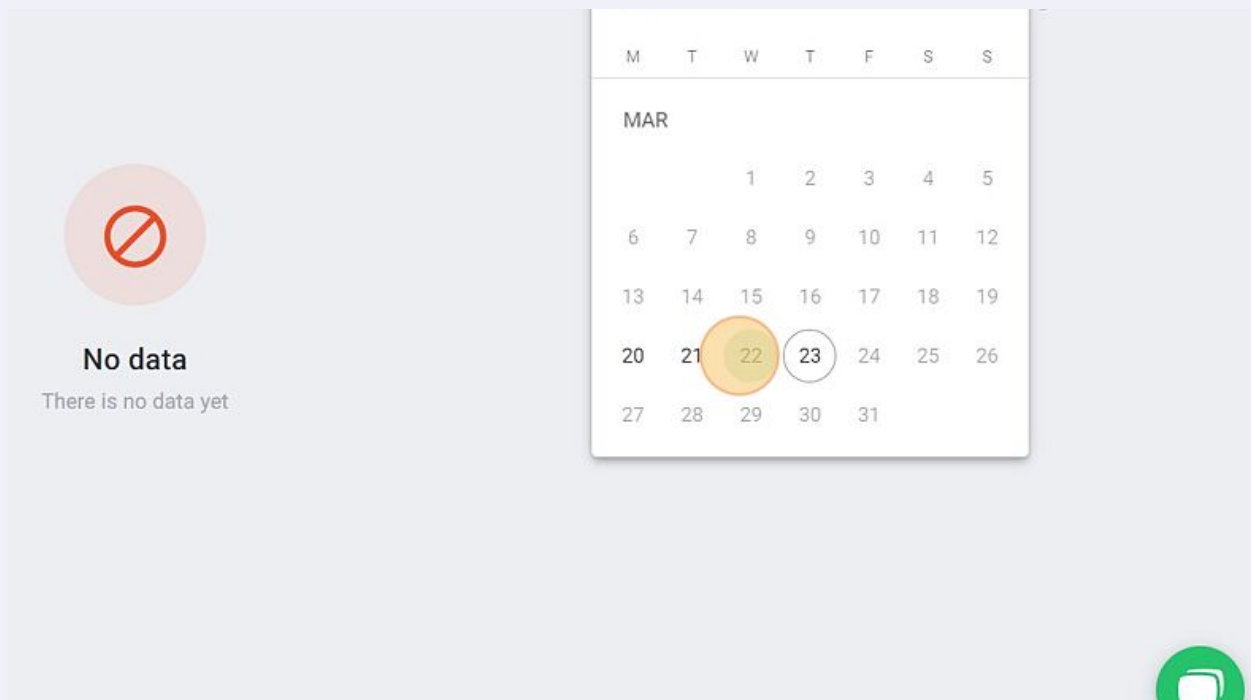 M T W T F S S
MAR
1 2 3 4 5
6 7 8 9 10 11 12
13 14 15 16 17 18 19
20 21 22 23 24 25 26
27 28 29 30 31
No data
There is no data yet